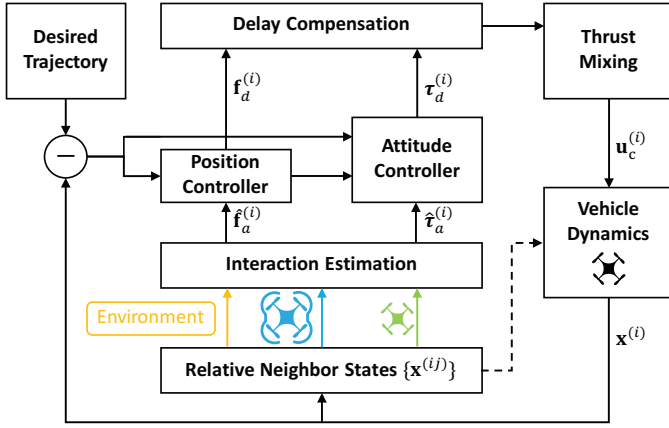 Desired
Trajectory
Delay Compensation
Thrust
Mixing
𝐟_d^{(i)}
𝝉_d^{(i)}
𝐮_c^{(i)}
−
Position
Controller
Attitude
Controller
𝐟̂_a^{(i)}
𝝉̂_a^{(i)}
Vehicle
Dynamics
Interaction Estimation
Environment
𝐱^{(i)}
Relative Neighbor States {𝐱^{(ij)}}